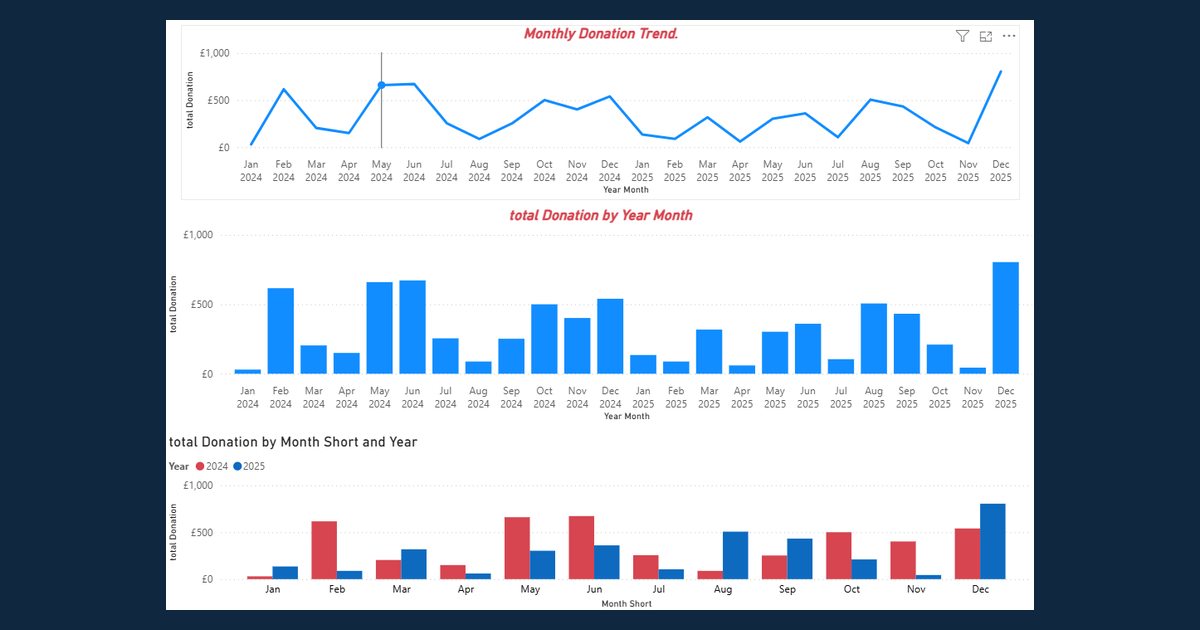 Monthly Donation Trend.
£1,000
£500
£0
total Donation
Jan Feb Mar Apr May Jun Jul Aug Sep Oct Nov Dec Jan Feb Mar Apr May Jun Jul Aug Sep Oct Nov Dec
2024 2024 2024 2024 2024 2024 2024 2024 2024 2024 2024 2024 2025 2025 2025 2025 2025 2025 2025 2025 2025 2025 2025 2025
Year Month
total Donation by Year Month
£1,000
£500
£0
total Donation
Jan Feb Mar Apr May Jun Jul Aug Sep Oct Nov Dec Jan Feb Mar Apr May Jun Jul Aug Sep Oct Nov Dec
2024 2024 2024 2024 2024 2024 2024 2024 2024 2024 2024 2024 2025 2025 2025 2025 2025 2025 2025 2025 2025 2025 2025 2025
Year Month
total Donation by Month Short and Year
Year 2024 2025
£1,000
£500
£0
total Donation
Jan Feb Mar Apr May Jun Jul Aug Sep Oct Nov Dec
Month Short